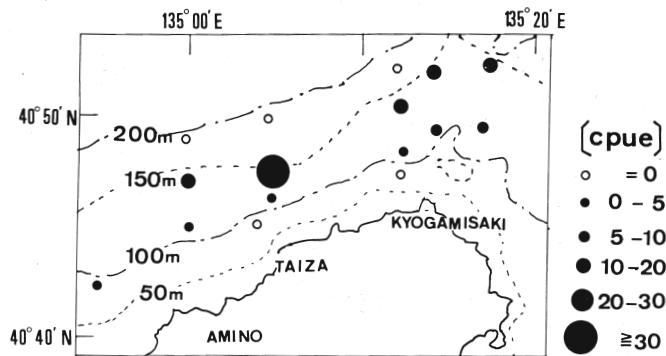 135° 00′ E
135° 20′ E
40° 50′ N
200m
150m
100m
50m
KYOGAMISAKI
TAIZA
AMINO
40° 40′ N
[cpue]
= 0
0 - 5
5 -10
10 -20
20-30
≧30